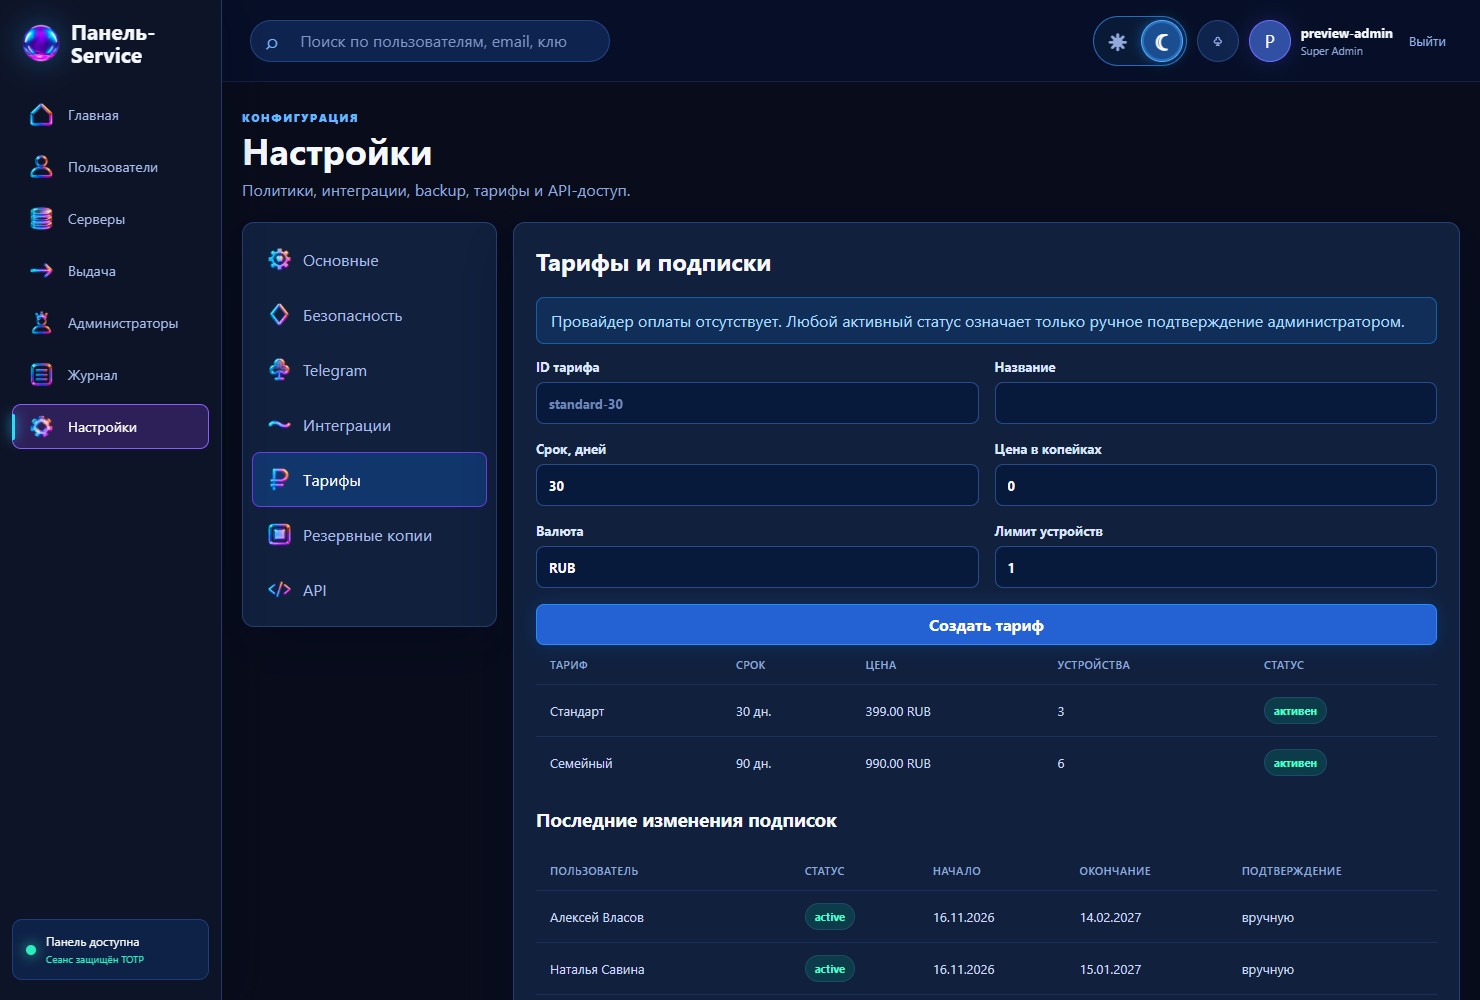 Панель-
Service
Поиск по пользователям, email, клю
P
preview-admin
Super Admin
Выйти
Главная
Пользователи
Серверы
Выдача
Администраторы
Журнал
Настройки
Панель доступна
Сеанс защищён TOTP
КОНФИГУРАЦИЯ
Настройки
Политики, интеграции, backup, тарифы и API-доступ.
Основные
Безопасность
Telegram
Интеграции
Тарифы
Резервные копии
API
Тарифы и подписки
Провайдер оплаты отсутствует. Любой активный статус означает только ручное подтверждение администратором.
ID тарифа
Название
standard-30
Срок, дней
Цена в копейках
30
0
Валюта
Лимит устройств
RUB
1
Создать тариф
ТАРИФ СРОК ЦЕНА УСТРОЙСТВА СТАТУС
Стандарт 30 дн. 399.00 RUB 3 активен
Семейный 90 дн. 990.00 RUB 6 активен
Последние изменения подписок
ПОЛЬЗОВАТЕЛЬ СТАТУС НАЧАЛО ОКОНЧАНИЕ ПОДТВЕРЖДЕНИЕ
Алексей Власов active 16.11.2026 14.02.2027 вручную
Наталья Савина active 16.11.2026 15.01.2027 вручную